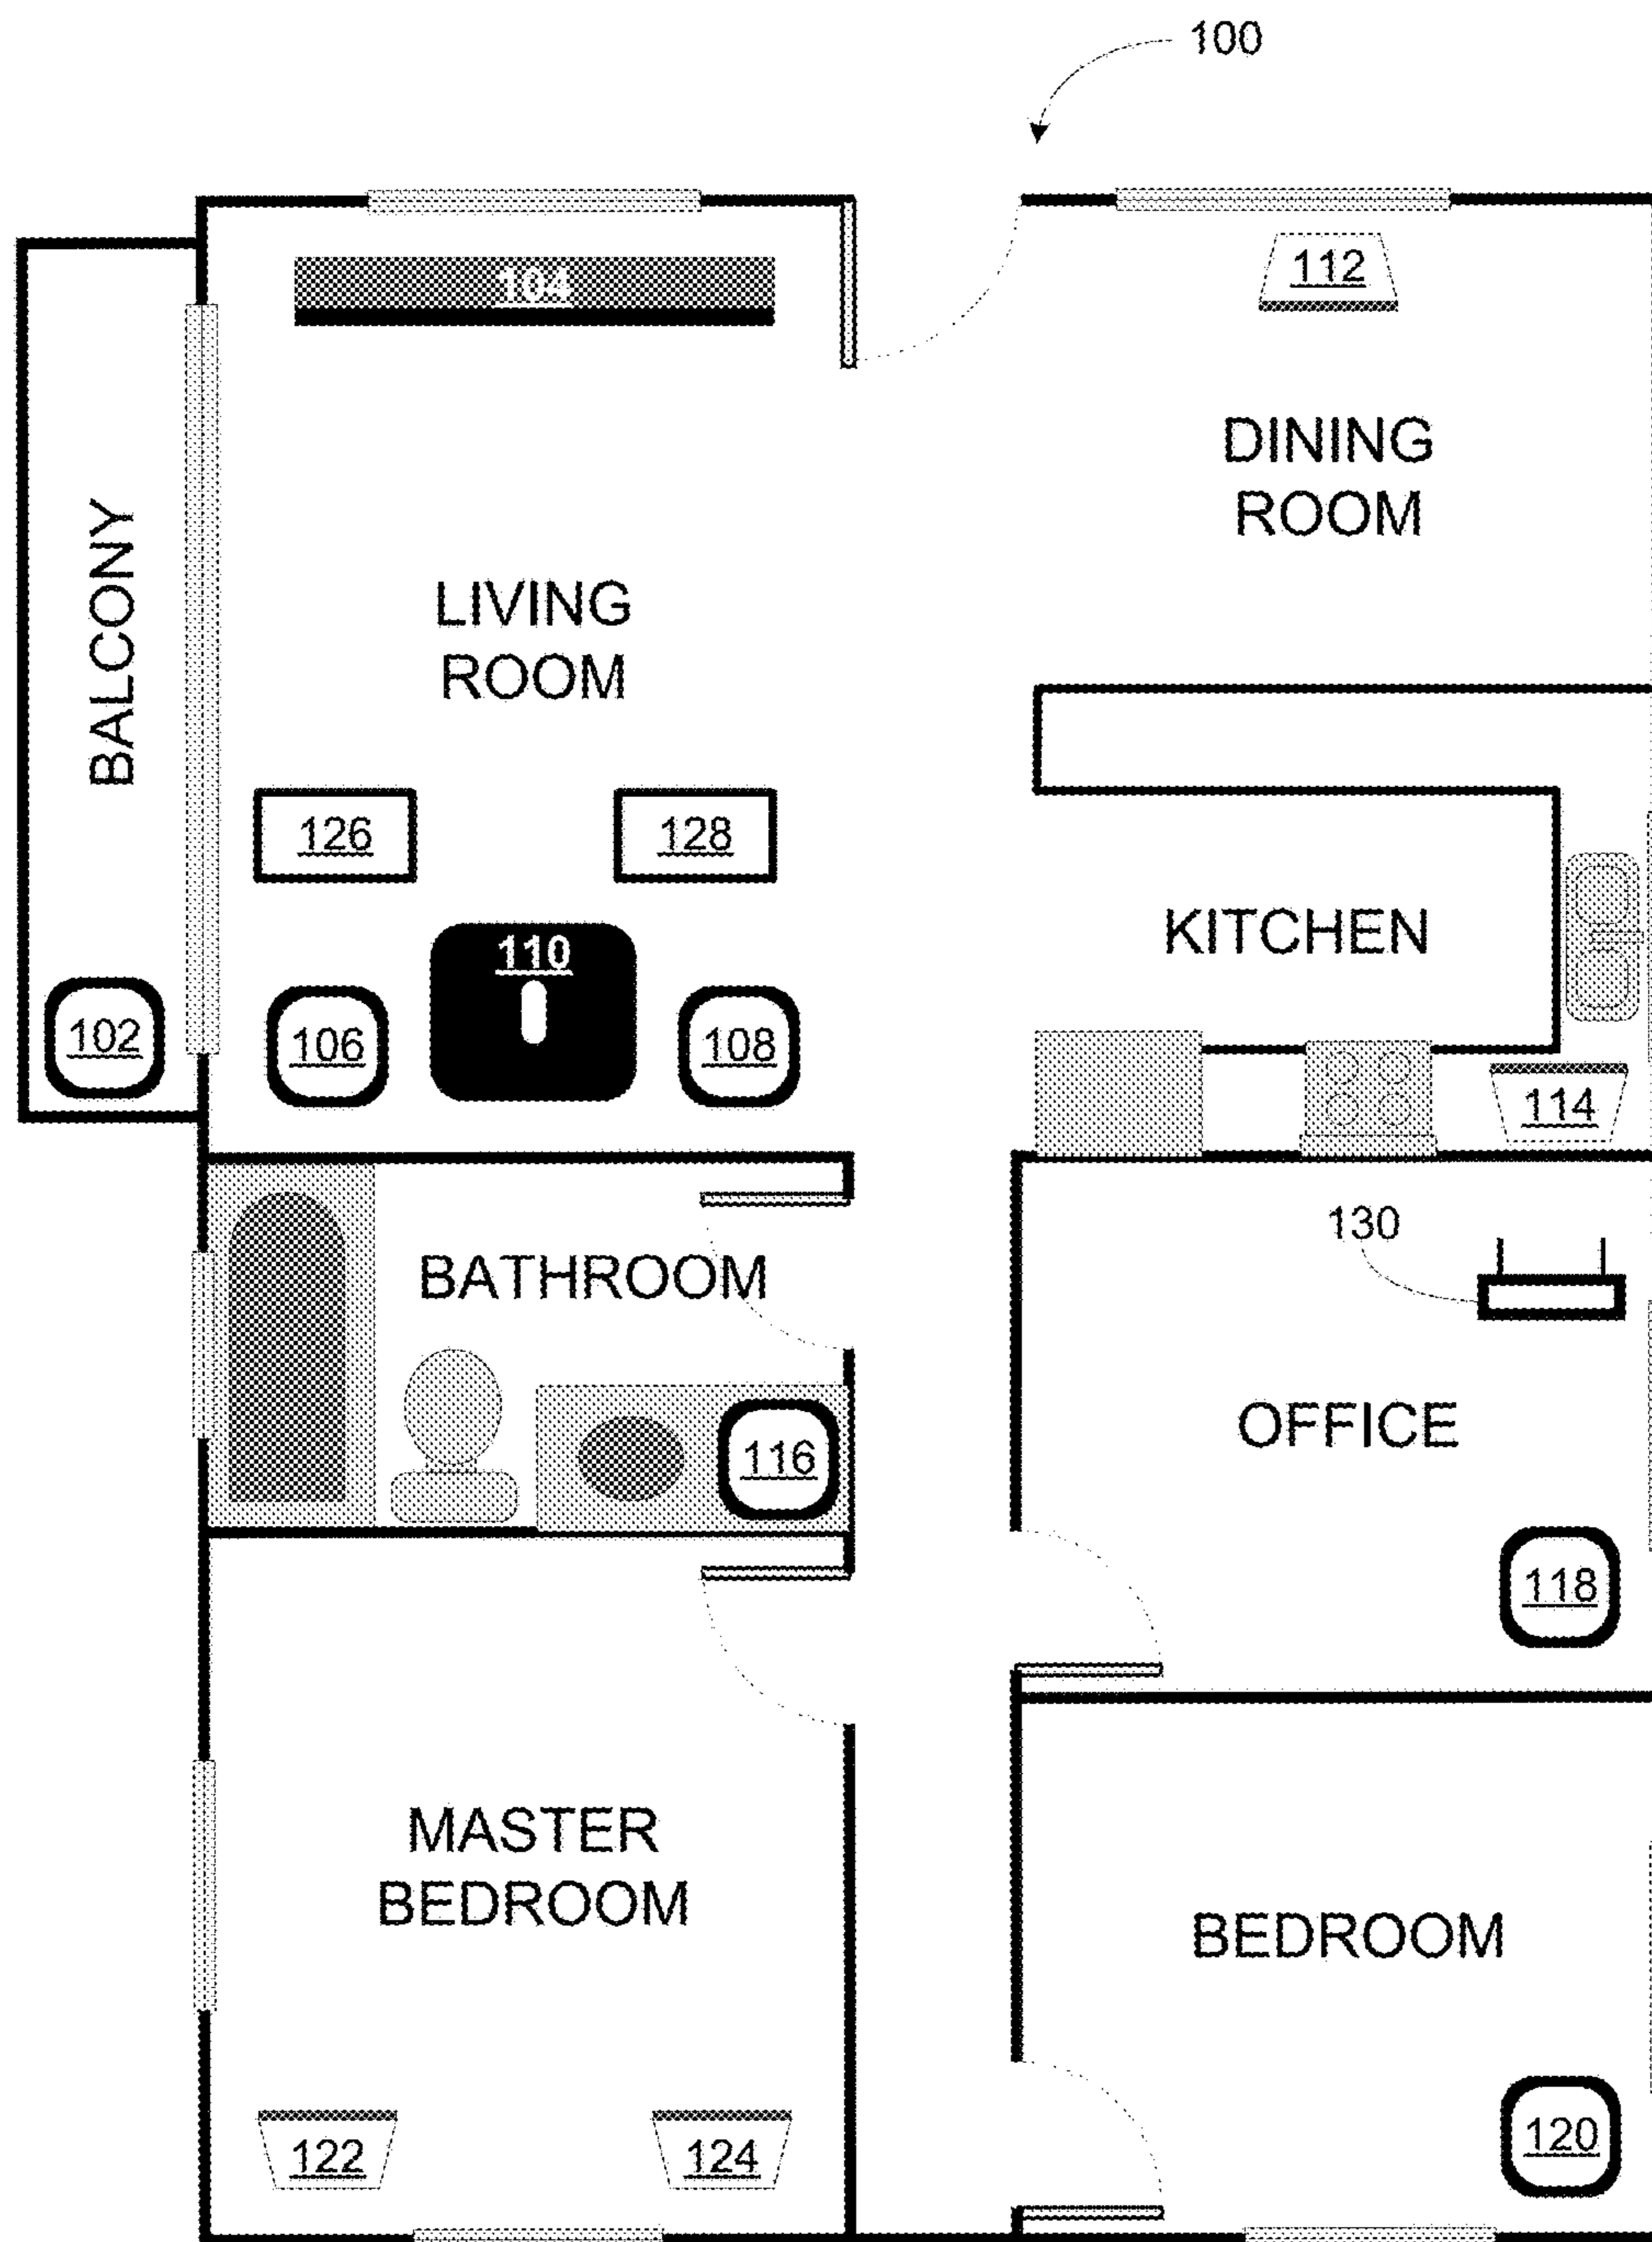 100
104
112
DINING
ROOM
BALCONY
LIVING
ROOM
126
128
110
KITCHEN
102
106
108
114
130
BATHROOM
OFFICE
116
118
MASTER
BEDROOM
BEDROOM
122
124
120